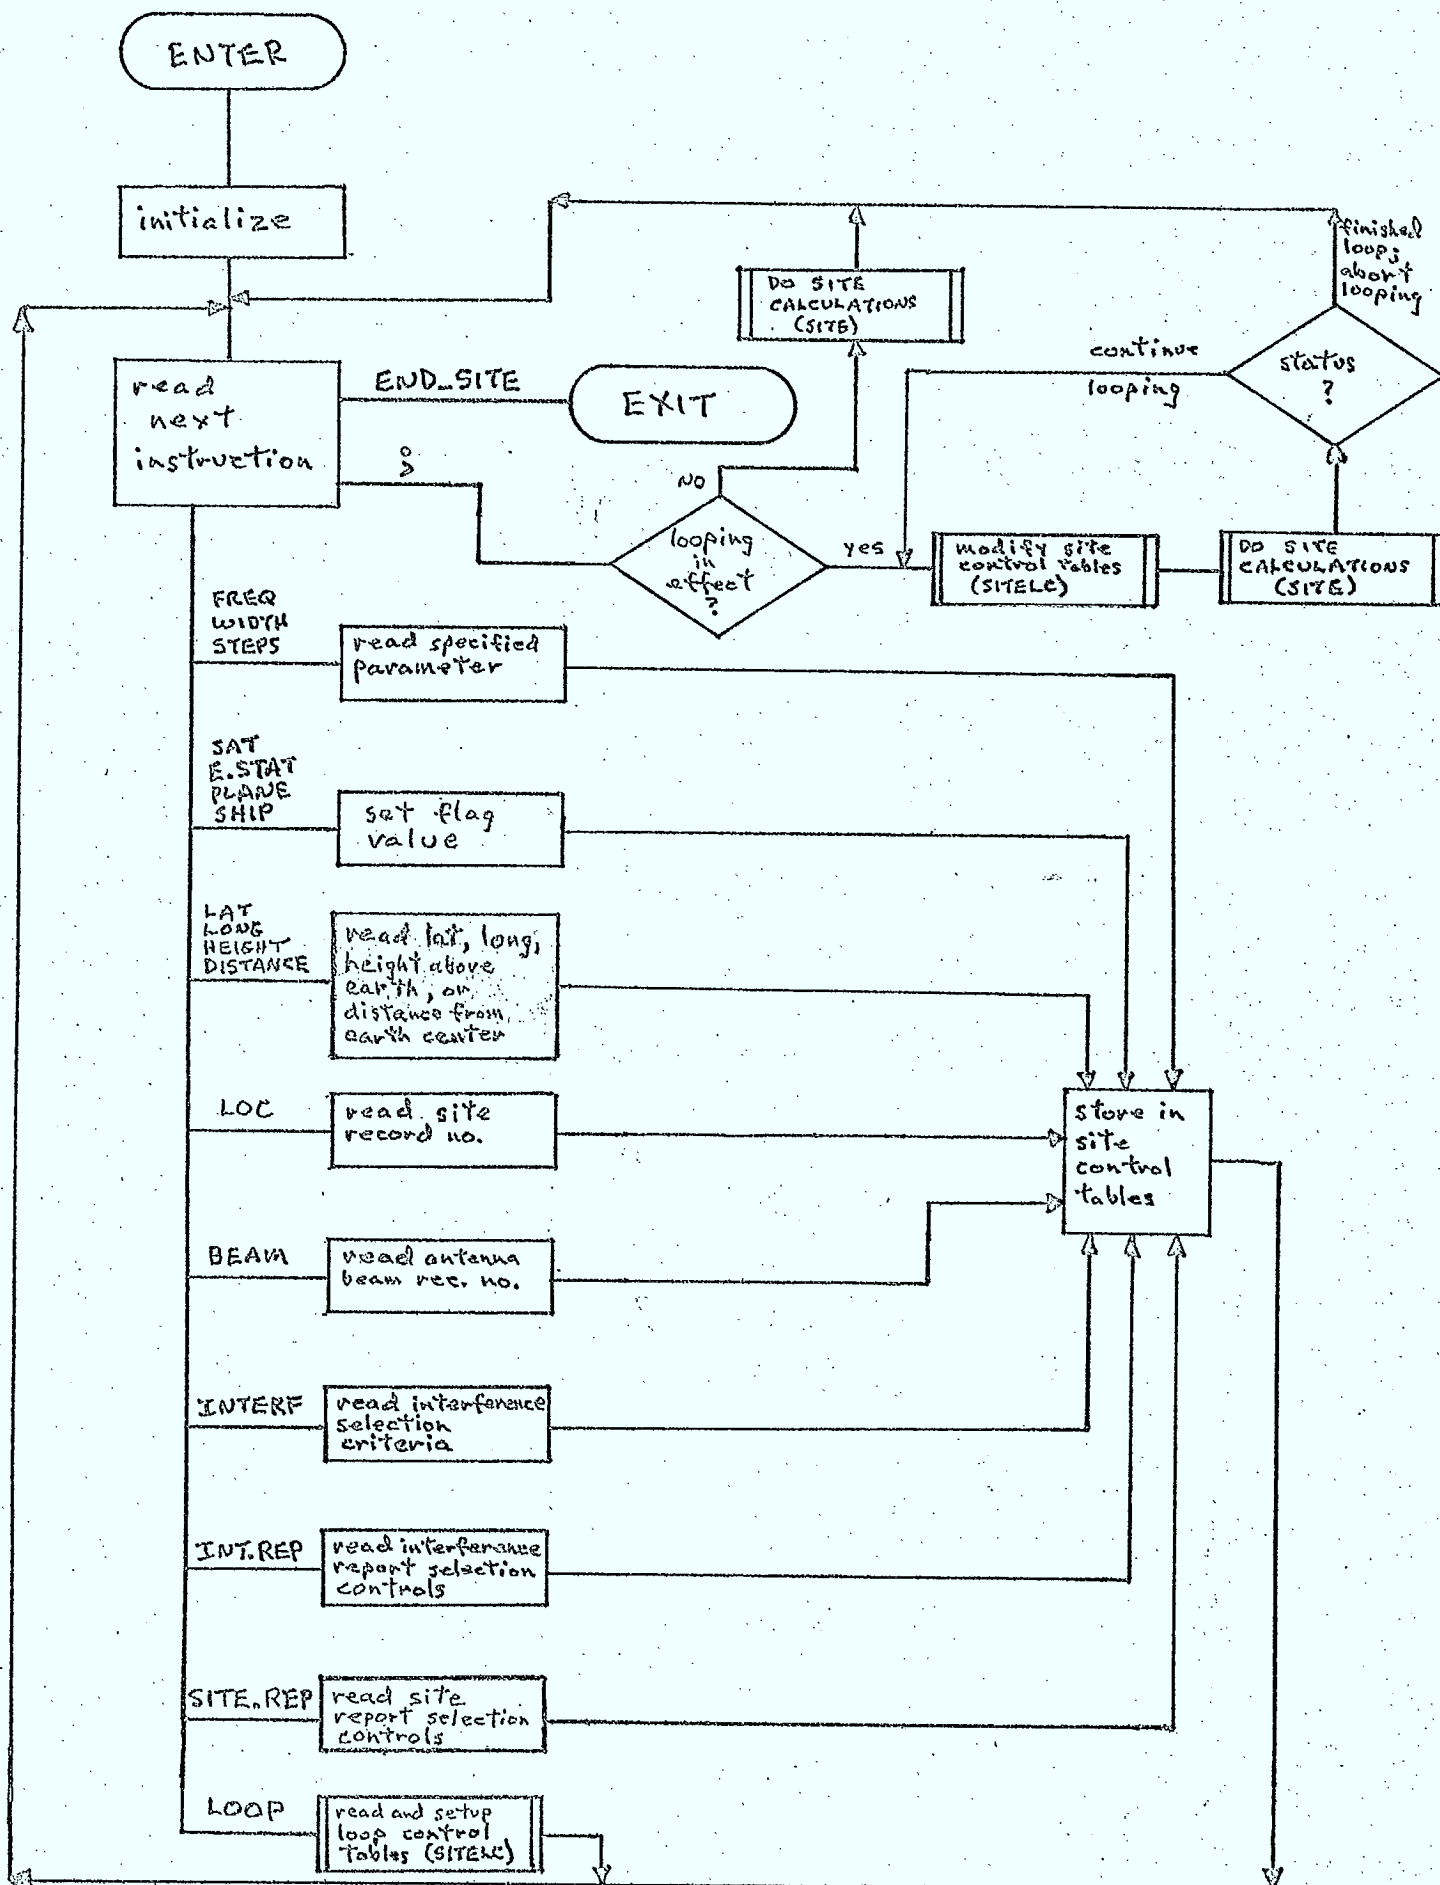 ENTER
initialize
finished
loop;
abort
looping
DO SITE
CALCULATIONS
(SITE)
continue
looping
status
?
read
next
instruction
END_SITE
EXIT
;
NO
looping
in
effect
?
yes
modify site
control tables
(SITELC)
DO SITE
CALCULATIONS
(SITE)
FREQ
WIDTH
STEPS
read specified
parameter
SAT
E.STAT
PLANE
SHIP
set flag
value
LAT
LONG
HEIGHT
DISTANCE
read lat, long,
height above
earth, or
distance from
earth center
LOC
read site
record no.
store in
site
control
tables
BEAM
read antenna
beam rec. no.
INTERF
read interference
selection
criteria
INT.REP
read interference
report selection
controls
SITE.REP
read site
report selection
controls
LOOP
read and setup
loop control
tables (SITELC)